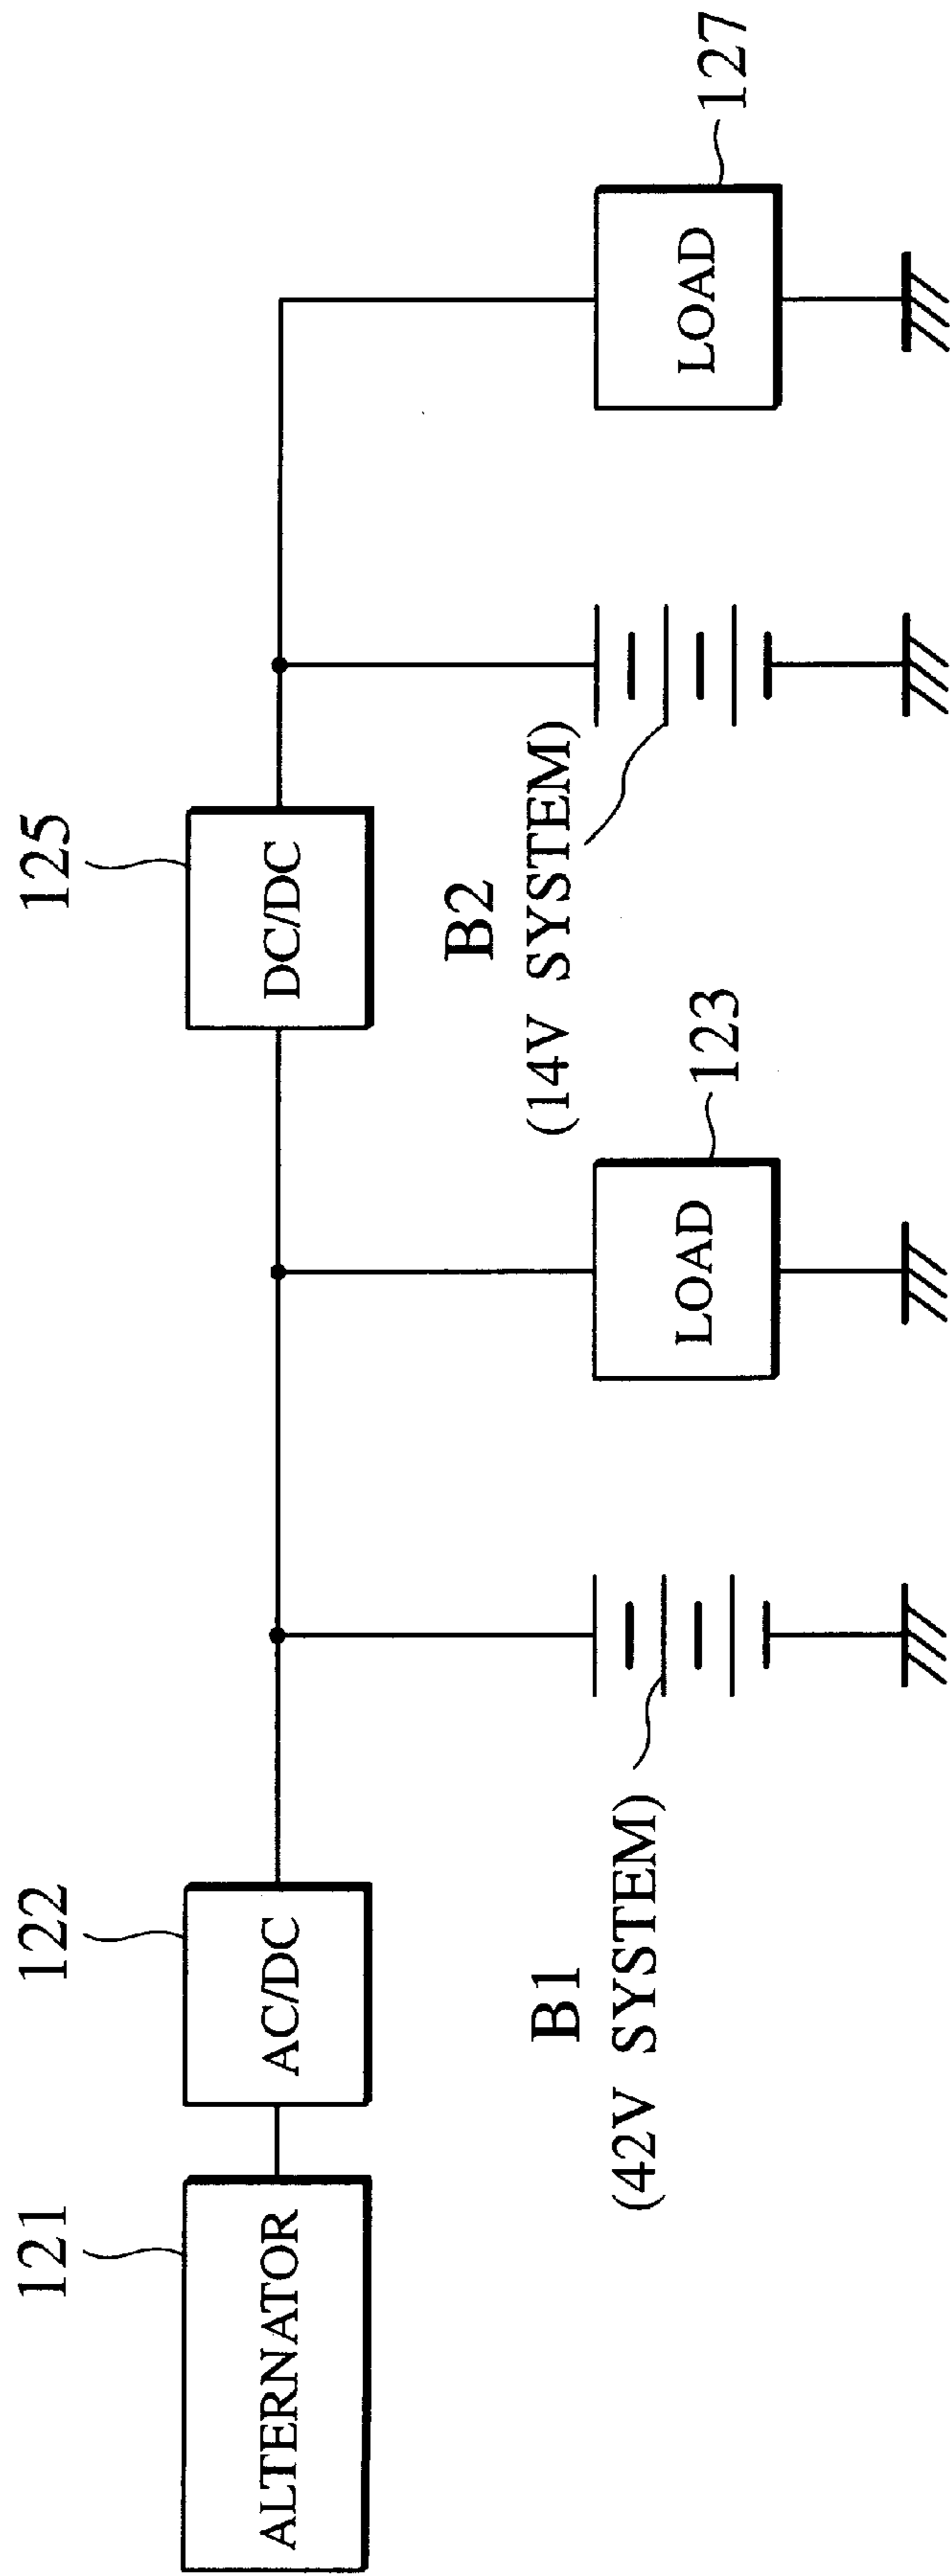 121
122
125
ALTERNATOR
AC/DC
DC/DC
B1
(42V SYSTEM)
B2
(14V SYSTEM)
LOAD
123
LOAD
127